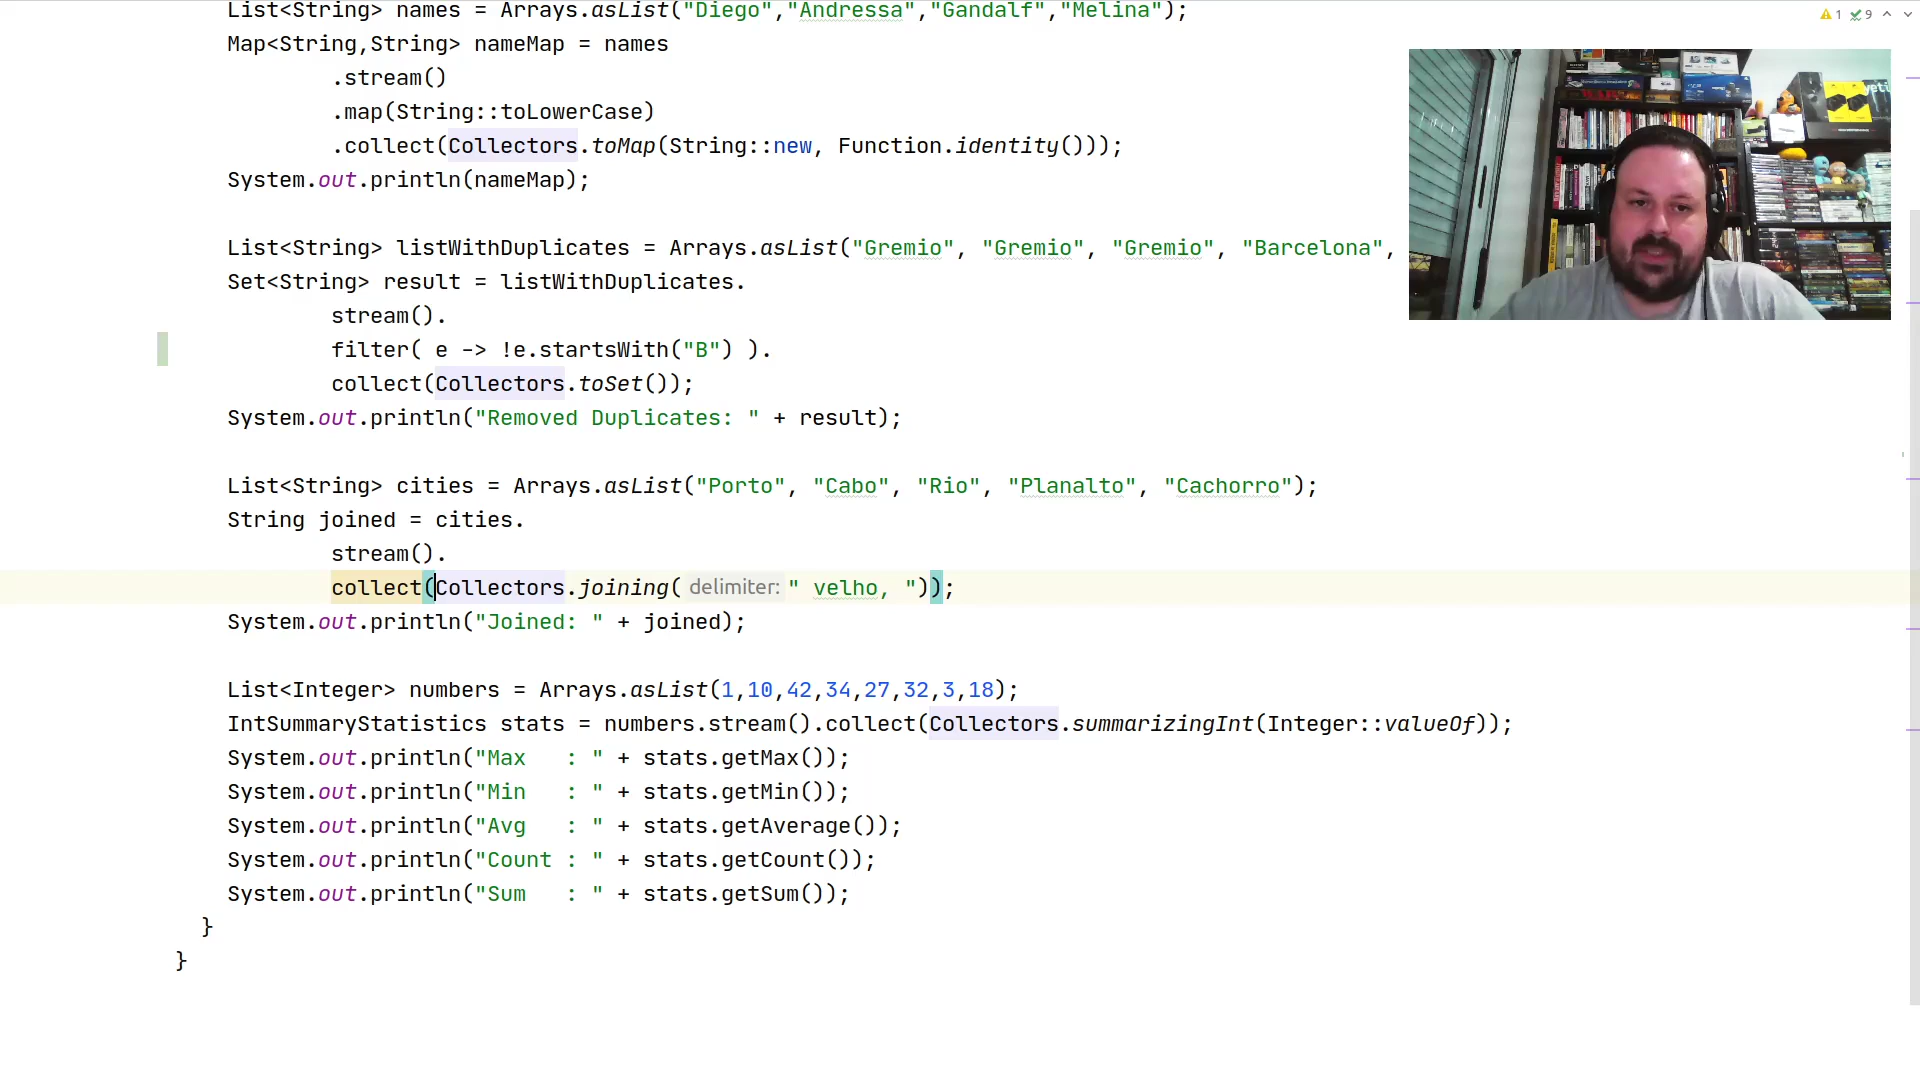 List<String> names = Arrays.asList("Diego","Andressa","Gandalf","Melina");
Map<String,String> nameMap = names
.stream()
.map(String::toLowerCase)
.collect(Collectors.toMap(String::new, Function.identity()));
System.out.println(nameMap);
List<String> listWithDuplicates = Arrays.asList("Gremio", "Gremio", "Gremio", "Barcelona",
Set<String> result = listWithDuplicates.
stream().
filter( e -> !e.startsWith("B") ).
collect(Collectors.toSet());
System.out.println("Removed Duplicates: " + result);
List<String> cities = Arrays.asList("Porto", "Cabo", "Rio", "Planalto", "Cachorro");
String joined = cities.
stream().
collect(Collectors.joining( delimiter: " velho, "));
System.out.println("Joined: " + joined);
List<Integer> numbers = Arrays.asList(1,10,42,34,27,32,3,18);
IntSummaryStatistics stats = numbers.stream().collect(Collectors.summarizingInt(Integer::valueOf));
System.out.println("Max   : " + stats.getMax());
System.out.println("Min   : " + stats.getMin());
System.out.println("Avg   : " + stats.getAverage());
System.out.println("Count : " + stats.getCount());
System.out.println("Sum   : " + stats.getSum());
}
}
1 9
yeti